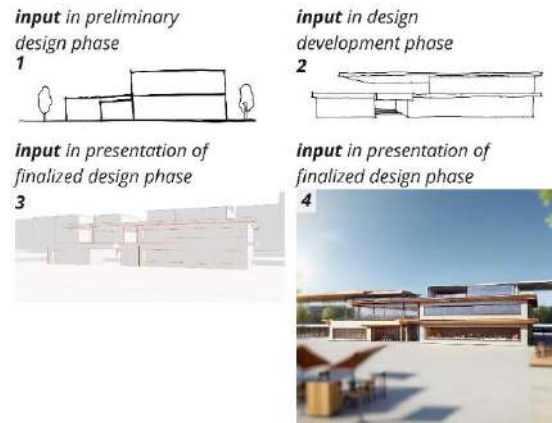 input in preliminary
design phase
1
input in design
development phase
2
input in presentation of
finalized design phase
3
input in presentation of
finalized design phase
4